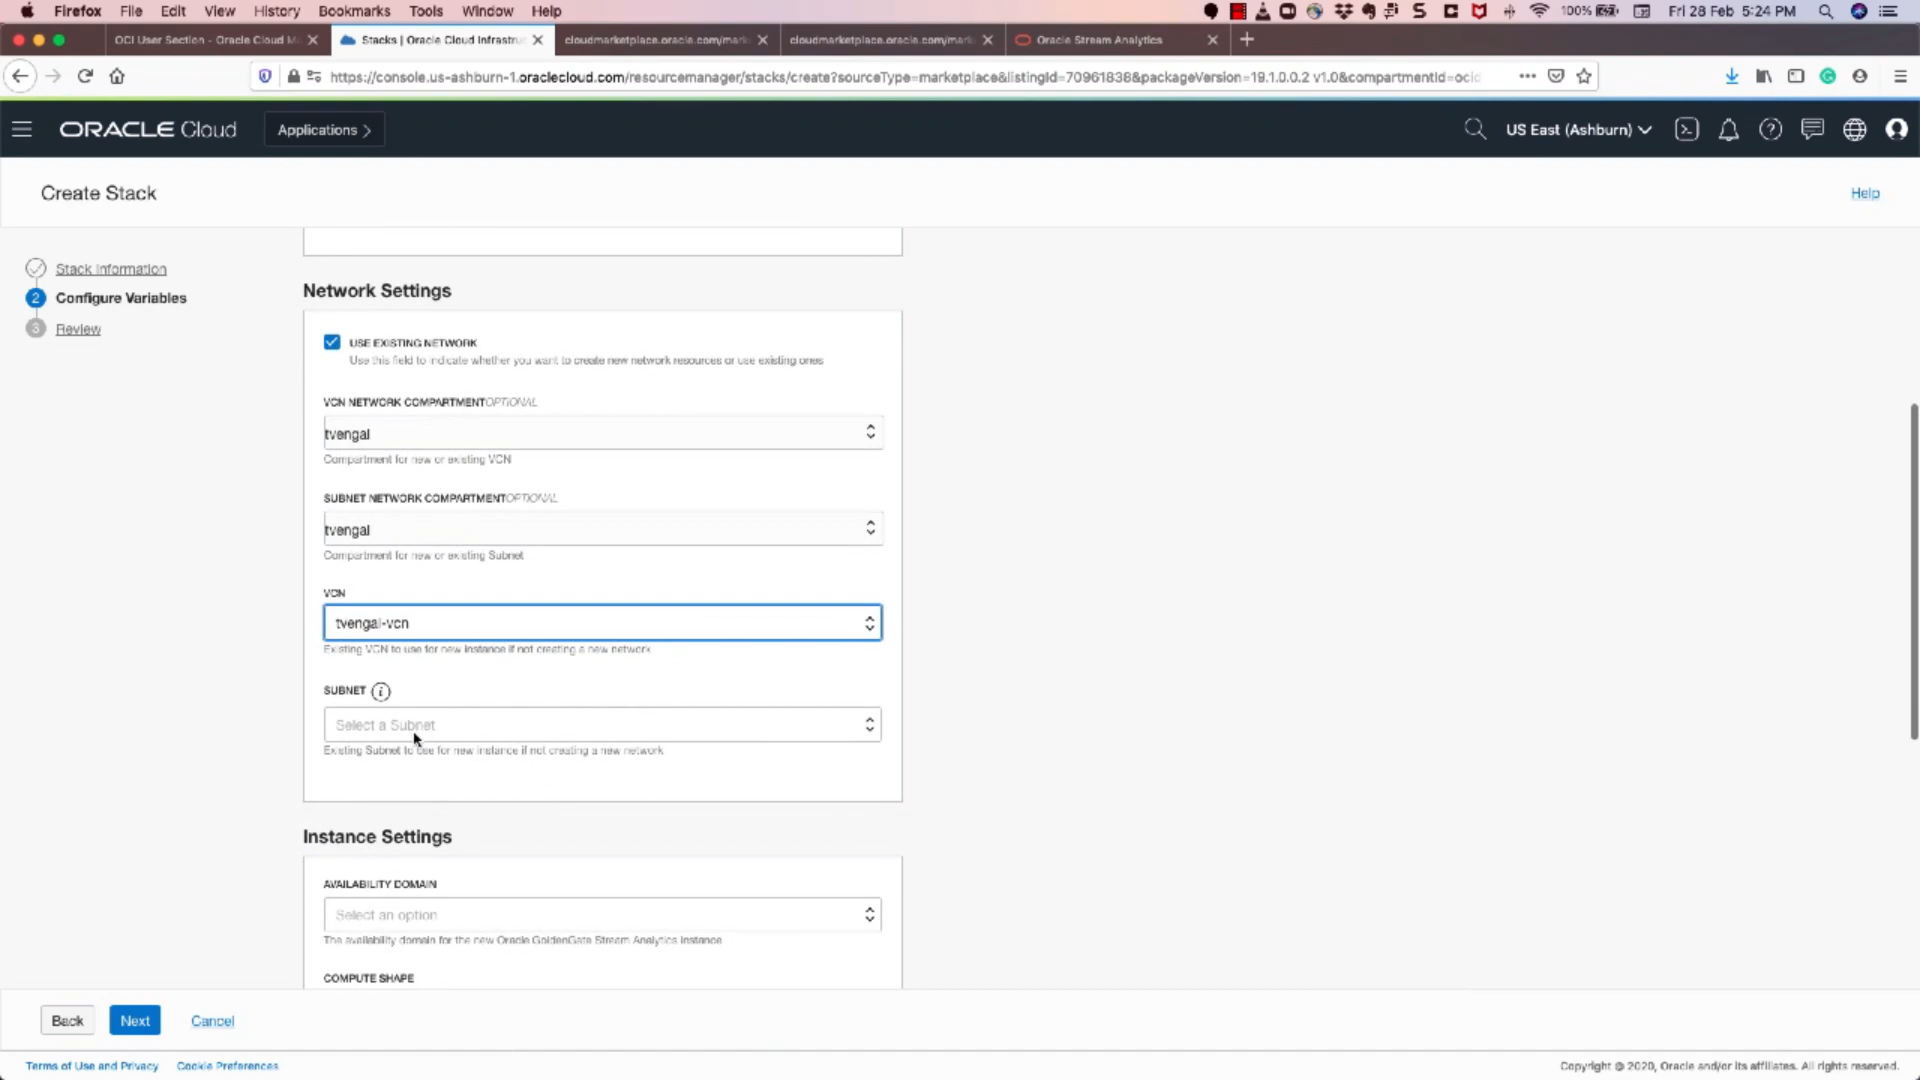 Firefox File Edit View History Bookmarks Tools Window Help 100% Fri 28 Feb 5:24 PM
OCI User Section - Oracle Cloud M Stacks | Oracle Cloud Infrastru cloudmarketplace.oracle.com/mark cloudmarketplace.oracle.com/mark Oracle Stream Analytics
https://console.us-ashburn-1.oraclecloud.com/resourcemanager/stacks/create?sourceType=marketplace&listingId=70961838&packageVersion=19.1.0.0.2 v1.0&compartmentId=ocid
ORACLE Cloud Applications US East (Ashburn)
Create Stack Help
Stack Information
2 Configure Variables
3 Review
Network Settings
USE EXISTING NETWORK
Use this field to indicate whether you want to create new network resources or use existing ones
VCN NETWORK COMPARTMENTOPTIONAL
tvengal
Compartment for new or existing VCN
SUBNET NETWORK COMPARTMENTOPTIONAL
tvengal
Compartment for new or existing Subnet
VCN
tvengal-vcn
Existing VCN to use for new instance if not creating a new network
SUBNET i
Select a Subnet
Existing Subnet to use for new instance if not creating a new network
Instance Settings
AVAILABILITY DOMAIN
Select an option
The availability domain for the new Oracle GoldenGate Stream Analytics Instance
COMPUTE SHAPE
Back Next Cancel
Terms of Use and Privacy Cookie Preferences Copyright @ 2020, Oracle and/or its affiliates. All rights reserved.